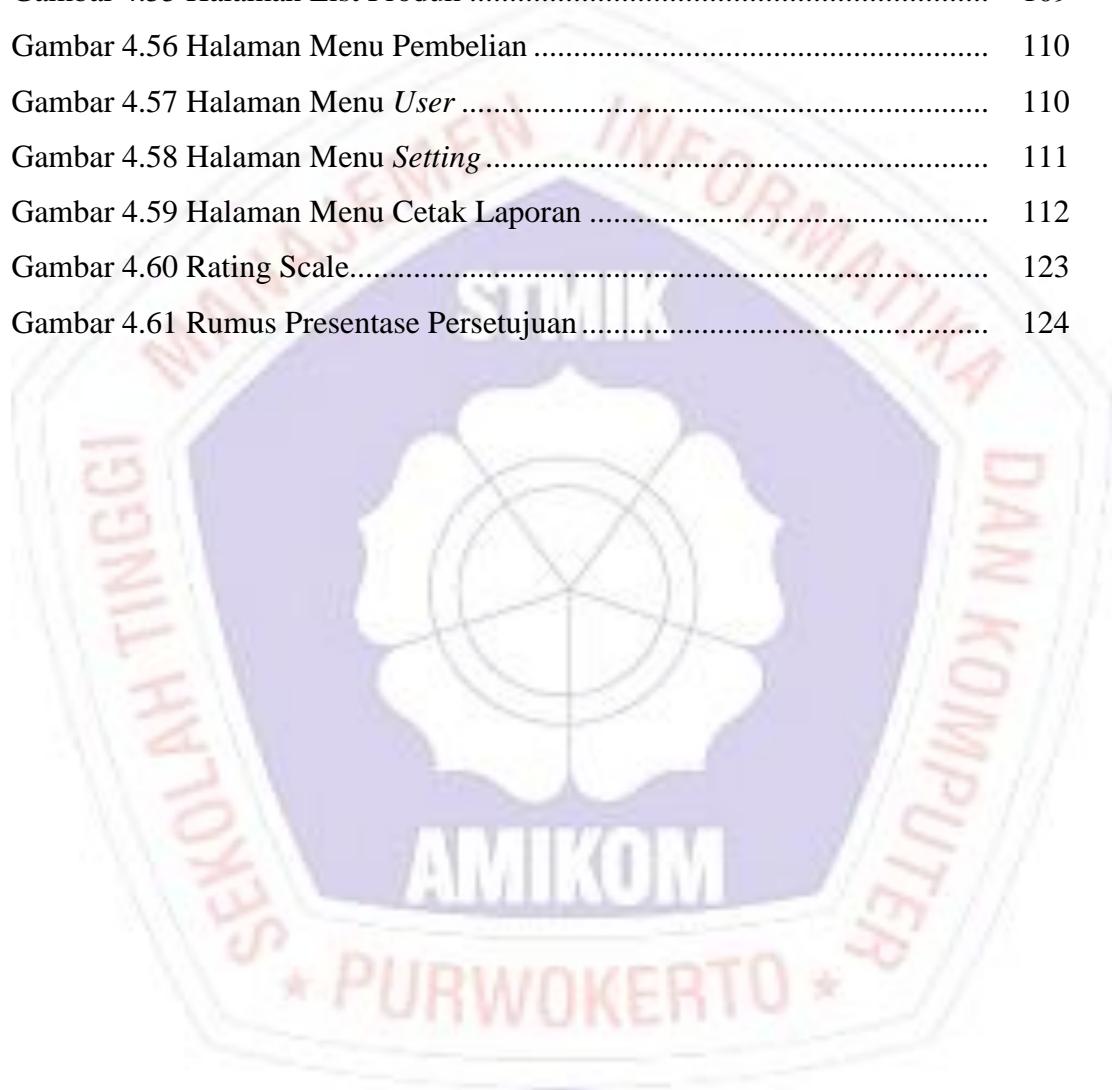 Gambar 4.56 Halaman Menu Pembelian ........................................................... 110
Gambar 4.57 Halaman Menu User .................................................................... 110
Gambar 4.58 Halaman Menu Setting ................................................................. 111
Gambar 4.59 Halaman Menu Cetak Laporan .................................................... 112
Gambar 4.60 Rating Scale................................................................................... 123
Gambar 4.61 Rumus Presentase Persetujuan ..................................................... 124
SEKOLAH TINGGI MANAJEMEN INFORMATIKA DAN KOMPUTER
STMIK
AMIKOM
* PURWOKERTO *